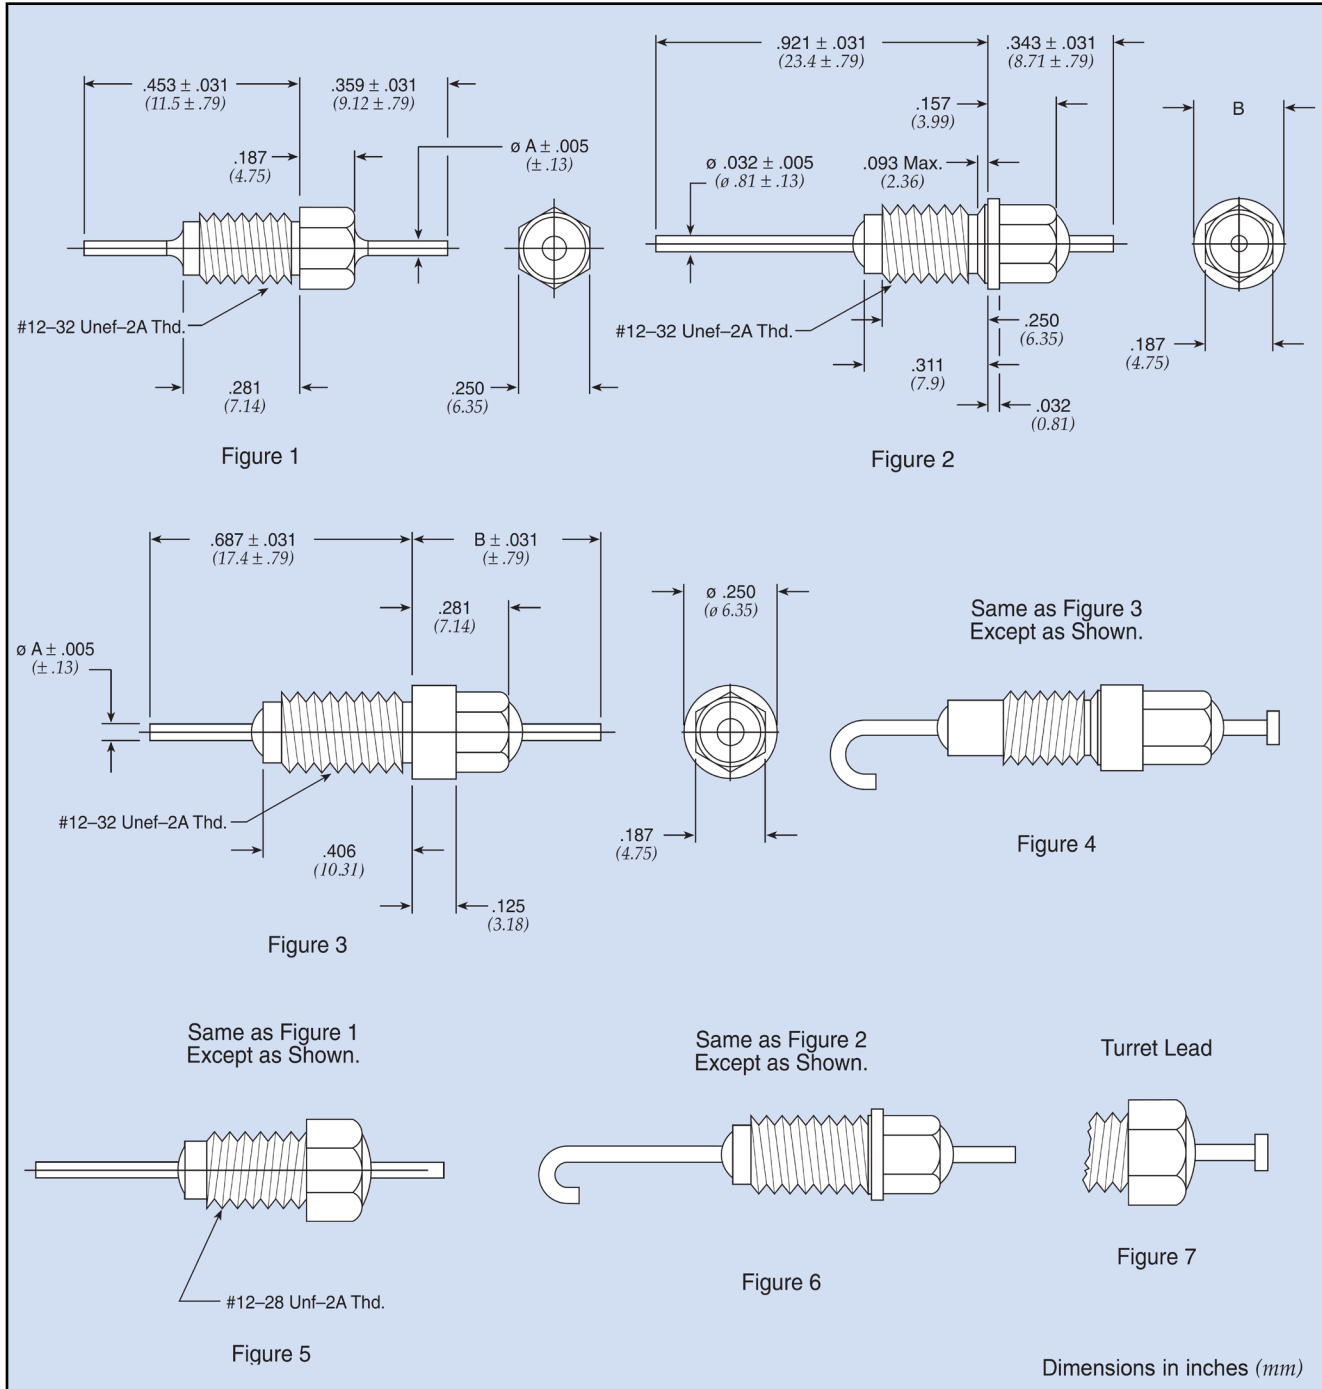 .453 ± .031
(11.5 ± .79)
.359 ± .031
(9.12 ± .79)
.187
(4.75)
ø A ± .005
(± .13)
#12–32 Unef–2A Thd.
.281
(7.14)
.250
(6.35)
Figure 1
.921 ± .031
(23.4 ± .79)
.343 ± .031
(8.71 ± .79)
.157
(3.99)
B
ø .032 ± .005
(ø .81 ± .13)
.093 Max.
(2.36)
#12–32 Unef–2A Thd.
.250
(6.35)
.311
(7.9)
.187
(4.75)
.032
(0.81)
Figure 2
.687 ± .031
(17.4 ± .79)
B ± .031
(± .79)
.281
(7.14)
ø A ± .005
(± .13)
ø .250
(ø 6.35)
#12–32 Unef–2A Thd.
.406
(10.31)
.187
(4.75)
.125
(3.18)
Figure 3
Same as Figure 3
Except as Shown.
Figure 4
Same as Figure 1
Except as Shown.
#12–28 Unf–2A Thd.
Figure 5
Same as Figure 2
Except as Shown.
Figure 6
Turret Lead
Figure 7
Dimensions in inches (mm)